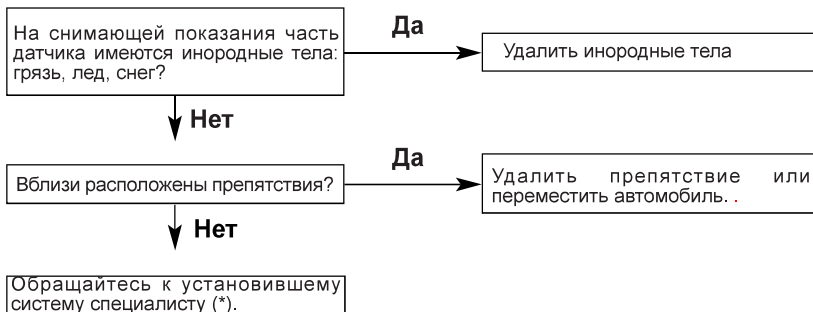 На снимающей показания часть
датчика имеются инородные тела:
грязь, лед, снег?
Да
Удалить инородные тела
Нет
Вблизи расположены препятствия?
Да
Удалить препятствие или
переместить автомобиль. .
Нет
Обращайтесь к установившему
систему специалисту (*).